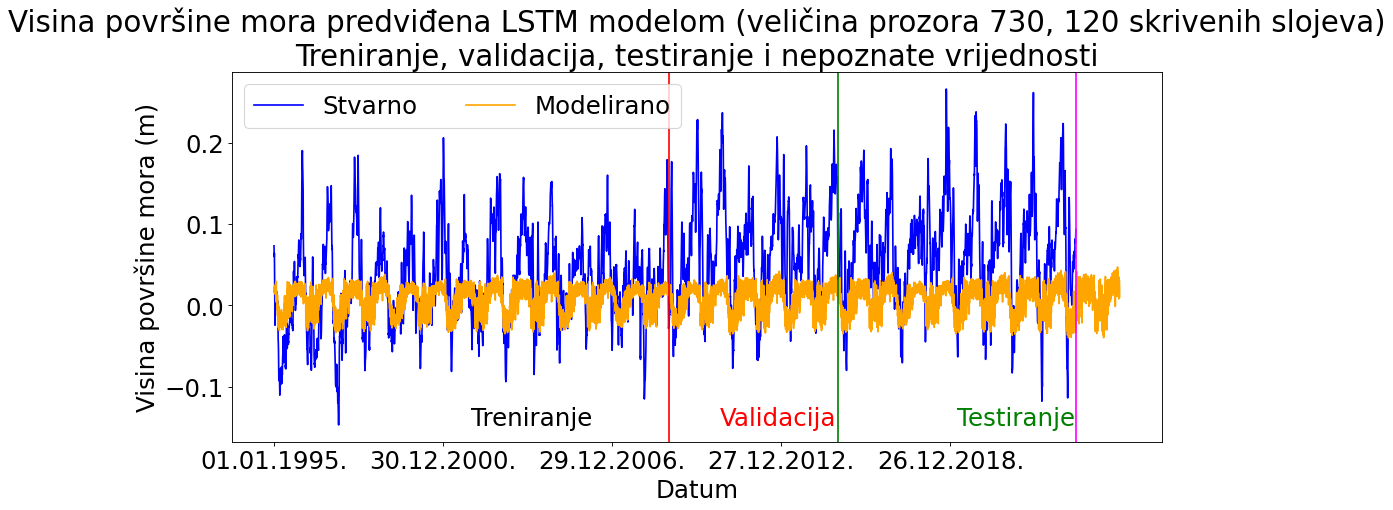 Visina površine mora predviđena LSTM modelom (veličina prozora 730, 120 skrivenih slojeva)
Treniranje, validacija, testiranje i nepoznate vrijednosti
Stvarno Modelirano
Visina površine mora (m)
0.2
0.1
0.0
−0.1
Treniranje Validacija Testiranje
01.01.1995. 30.12.2000. 29.12.2006. 27.12.2012. 26.12.2018.
Datum